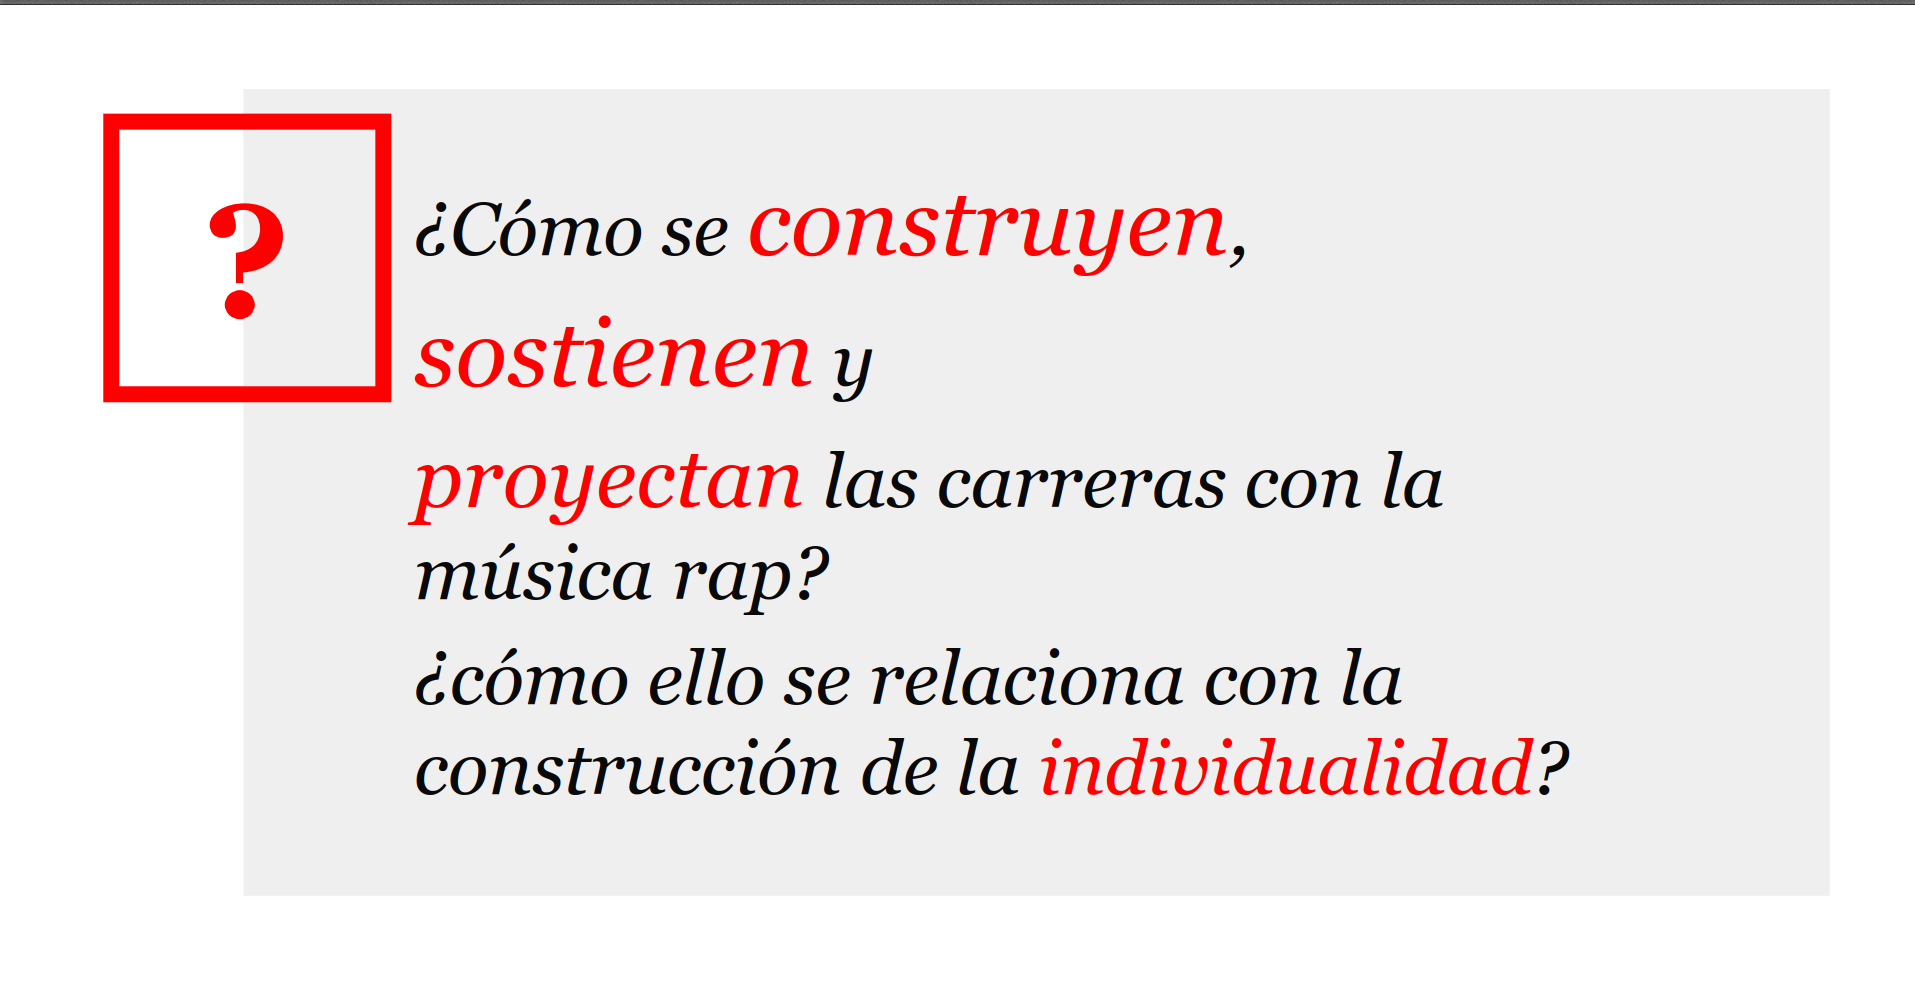 ?
¿Cómo se construyen,
sostienen y
proyectan las carreras con la
música rap?
¿cómo ello se relaciona con la
construcción de la individualidad?